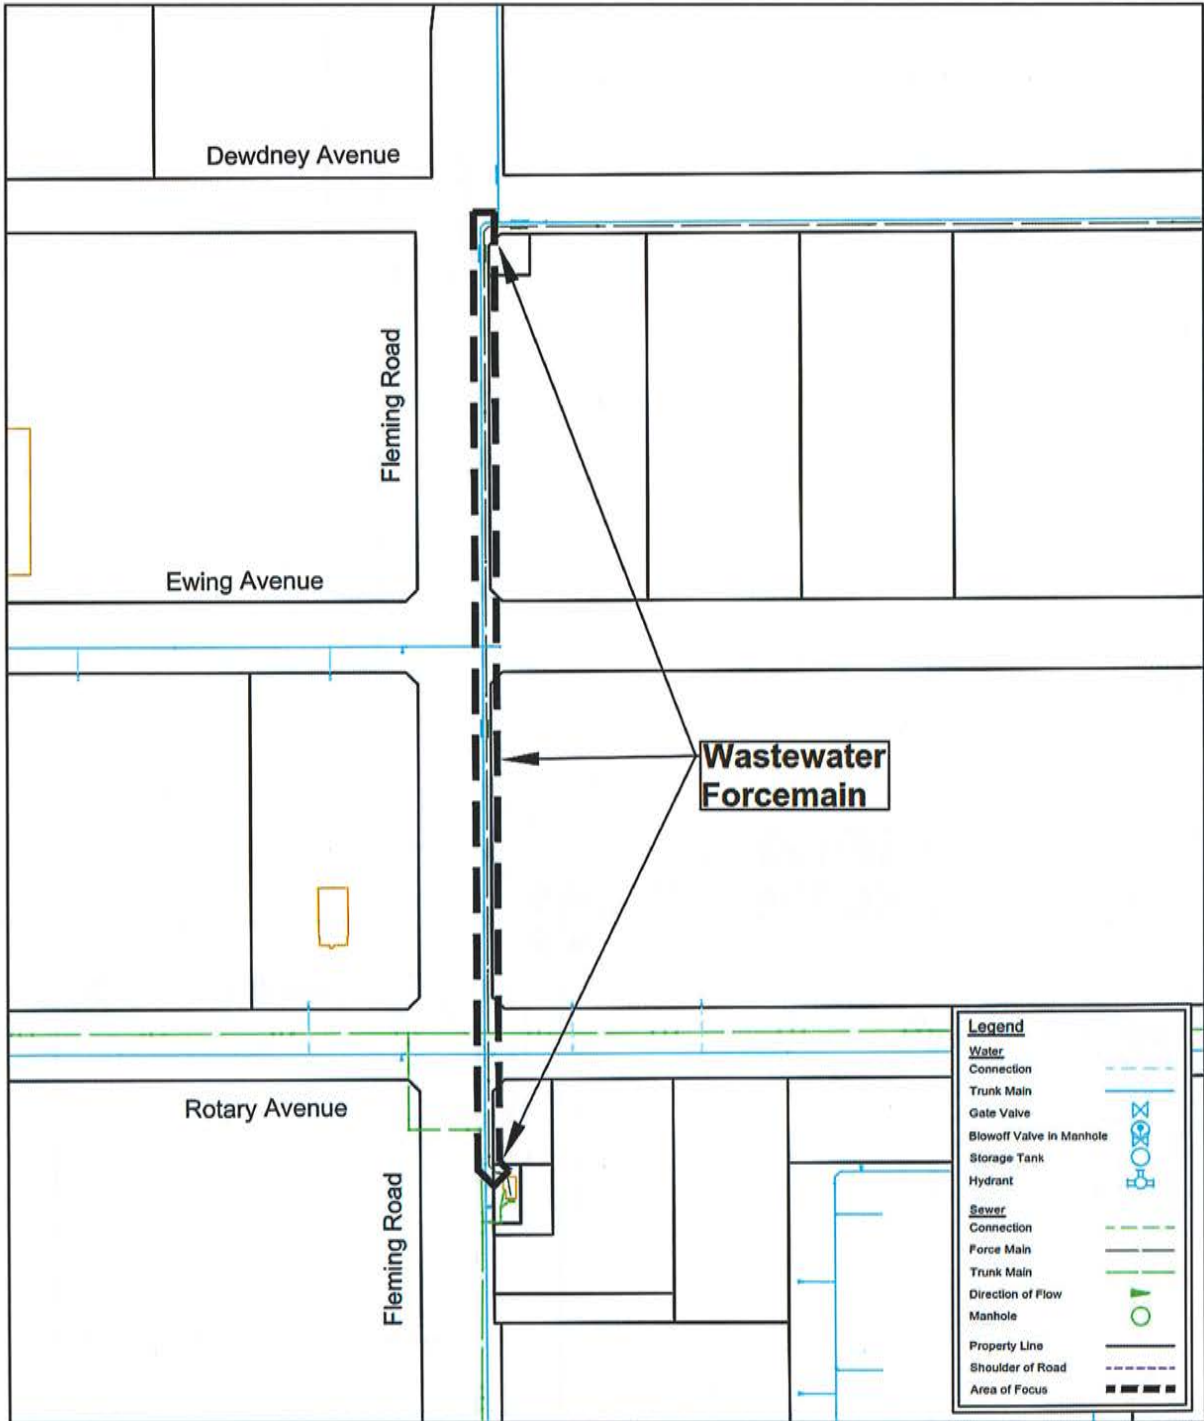 Dewdney Avenue
Fleming Road
Ewing Avenue
Wastewater
Forcemain
Rotary Avenue
Fleming Road
Legend
Water
Connection
Trunk Main
Gate Valve
Blowoff Valve in Manhole
Storage Tank
Hydrant
Sewer
Connection
Force Main
Trunk Main
Direction of Flow
Manhole
Property Line
Shoulder of Road
Area of Focus